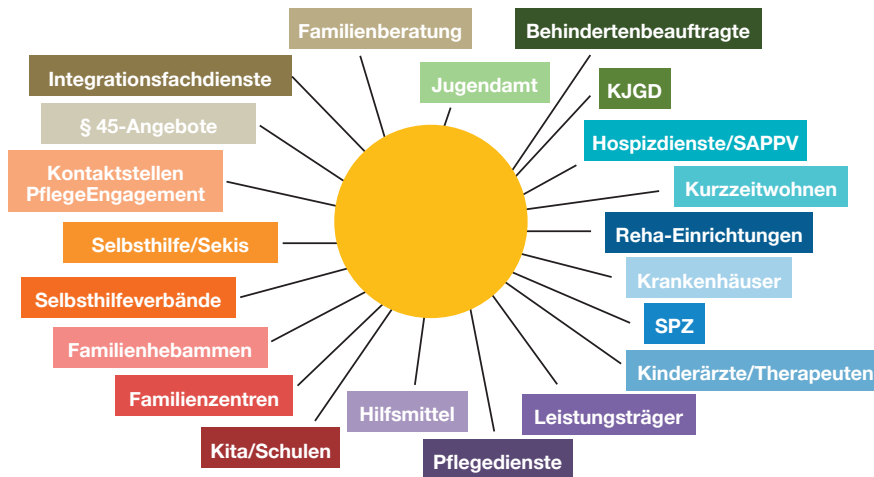 Familienberatung
Behindertenbeauftragte
Integrationsfachdienste
Jugendamt
KJGD
§ 45-Angebote
Hospizdienste/SAPPV
Kontaktstellen
PflegeEngagement
Kurzzeitwohnen
Selbsthilfe/Sekis
Reha-Einrichtungen
Krankenhäuser
Selbsthilfeverbände
SPZ
Familienhebammen
Kinderärzte/Therapeuten
Familienzentren
Hilfsmittel
Leistungsträger
Kita/Schulen
Pflegedienste